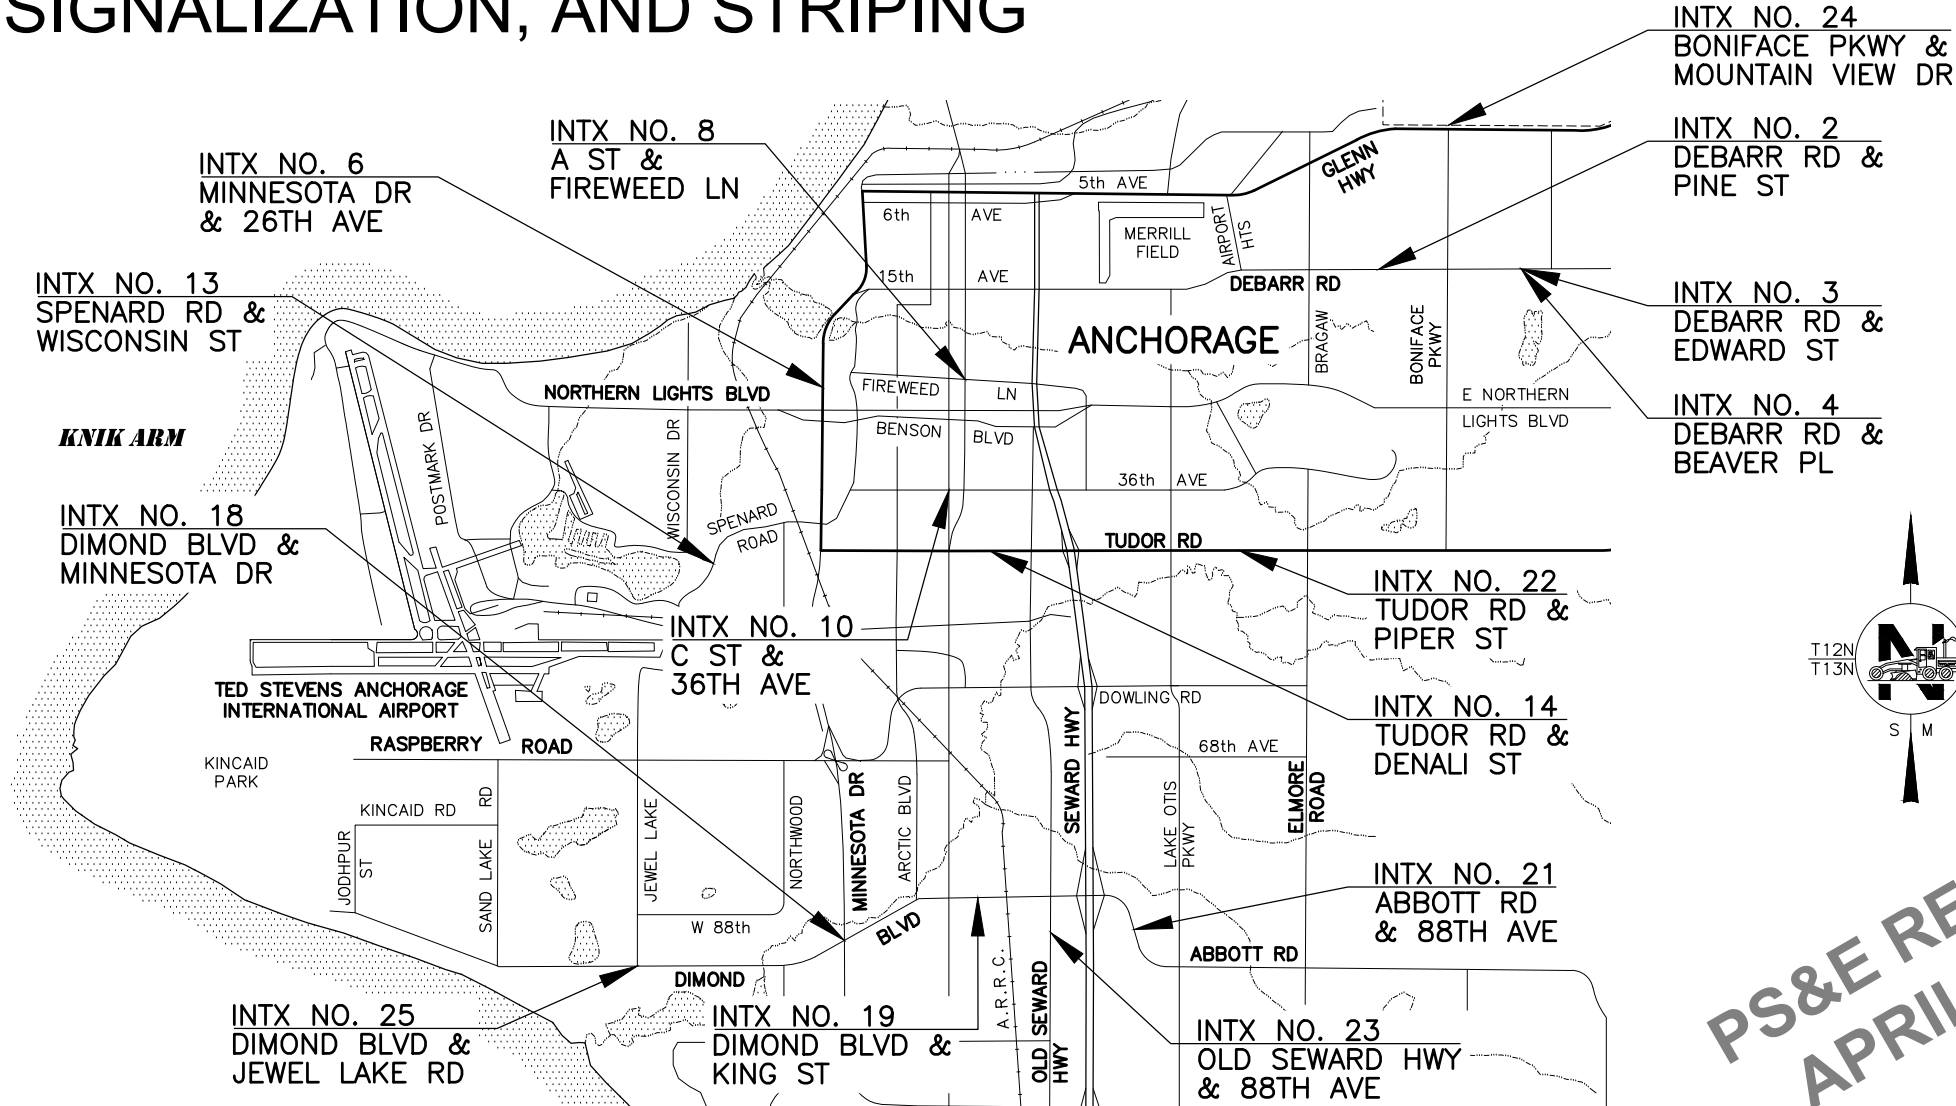 SIGNALIZATION, AND STRIPING
INTX NO. 24
BONIFACE PKWY &
MOUNTAIN VIEW DR
INTX NO. 8
A ST &
FIREWEED LN
INTX NO. 2
DEBARR RD &
PINE ST
INTX NO. 6
MINNESOTA DR
& 26TH AVE
GLENN
HWY
5th AVE
6th AVE
MERRILL
FIELD
AIRPORT
HTS
15th AVE
DEBARR RD
INTX NO. 13
SPENARD RD &
WISCONSIN ST
INTX NO. 3
DEBARR RD &
EDWARD ST
ANCHORAGE
BRAGAW
BONIFACE
PKWY
NORTHERN LIGHTS BLVD
FIREWEED LN
E NORTHERN
LIGHTS BLVD
INTX NO. 4
DEBARR RD &
BEAVER PL
KNIK ARM
POSTMARK DR
WISCONSIN DR
BENSON BLVD
36th AVE
INTX NO. 18
DIMOND BLVD &
MINNESOTA DR
SPENARD
ROAD
TUDOR RD
INTX NO. 22
TUDOR RD &
PIPER ST
INTX NO. 10
C ST &
36TH AVE
T12N
T13N
N
S M
TED STEVENS ANCHORAGE
INTERNATIONAL AIRPORT
DOWLING RD
INTX NO. 14
TUDOR RD &
DENALI ST
RASPBERRY ROAD
SEWARD HWY
68th AVE
KINCAID
PARK
KINCAID RD
SAND LAKE RD
JEWEL LAKE
NORTHWOOD
MINNESOTA DR
ARCTIC BLVD
LAKE OTIS
PKWY
ELMORE
ROAD
JODHPUR
ST
INTX NO. 21
ABBOTT RD
& 88TH AVE
W 88th
DIMOND BLVD
ABBOTT RD
A.R.R.C.
OLD SEWARD
HWY
INTX NO. 25
DIMOND BLVD &
JEWEL LAKE RD
INTX NO. 19
DIMOND BLVD &
KING ST
INTX NO. 23
OLD SEWARD HWY
& 88TH AVE
PS&E RE
APRIL